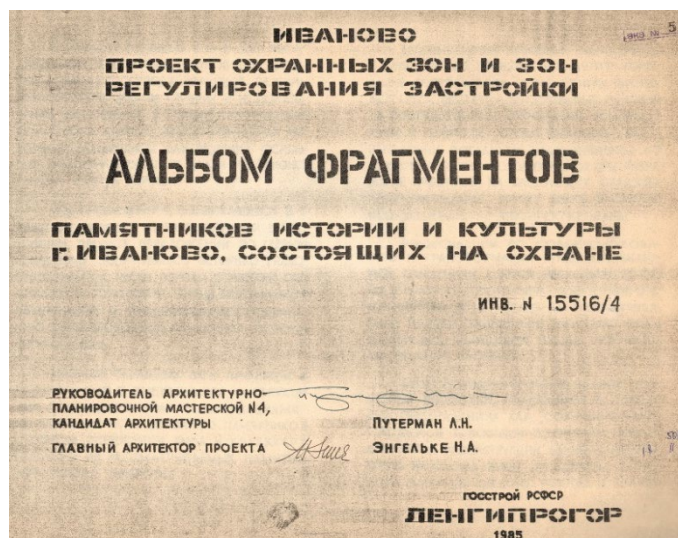 ИВАНОВО
5
ПРОЕКТ ОХРАННЫХ ЗОН И ЗОН
РЕГУЛИРОВАНИЯ ЗАСТРОЙКИ
АЛЬБОМ ФРАГМЕНТОВ
ПАМЯТНИКОВ ИСТОРИИ И КУЛЬТУРЫ
г. ИВАНОВО, СОСТОЯЩИХ НА ОХРАНЕ
ИНВ. N 15516/4
РУКОВОДИТЕЛЬ АРХИТЕКТУРНО-
ПЛАНИРОВОЧНОЙ МАСТЕРСКОЙ N4,
КАНДИДАТ АРХИТЕКТУРЫ ПУТЕРМАН Л.Н.
ГЛАВНЫЙ АРХИТЕКТОР ПРОЕКТА ЭНГЕЛЬКЕ Н.А.
ГОССТРОЙ РСФСР
ЛЕНГИПРОГОР
1985